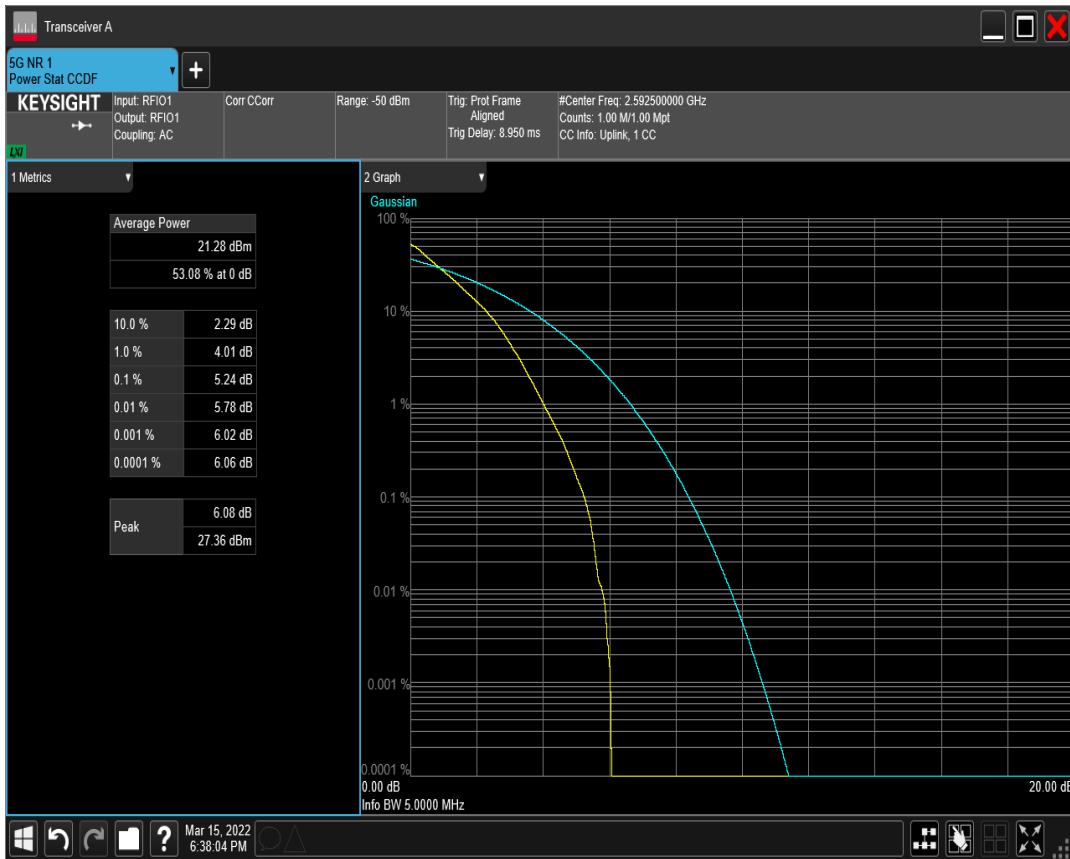 Transceiver A
5G NR 1
Power Stat CCDF
+
KEYSIGHT
LXI
Input: RFIO1
Output: RFIO1
Coupling: AC
Corr CCorr
Range: -50 dBm
Trig: Prot Frame
Aligned
Trig Delay: 8.950 ms
#Center Freq: 2.592500000 GHz
Counts: 1.00 M/1.00 Mpt
CC Info: Uplink, 1 CC
1 Metrics
Average Power
21.28 dBm
53.08 % at 0 dB
10.0 % 2.29 dB
1.0 % 4.01 dB
0.1 % 5.24 dB
0.01 % 5.78 dB
0.001 % 6.02 dB
0.0001 % 6.06 dB
Peak 6.08 dB
27.36 dBm
2 Graph
Gaussian
100 %
10 %
1 %
0.1 %
0.01 %
0.001 %
0.0001 %
0.00 dB 20.00 dB
Info BW 5.0000 MHz
?
Mar 15, 2022
6:38:04 PM